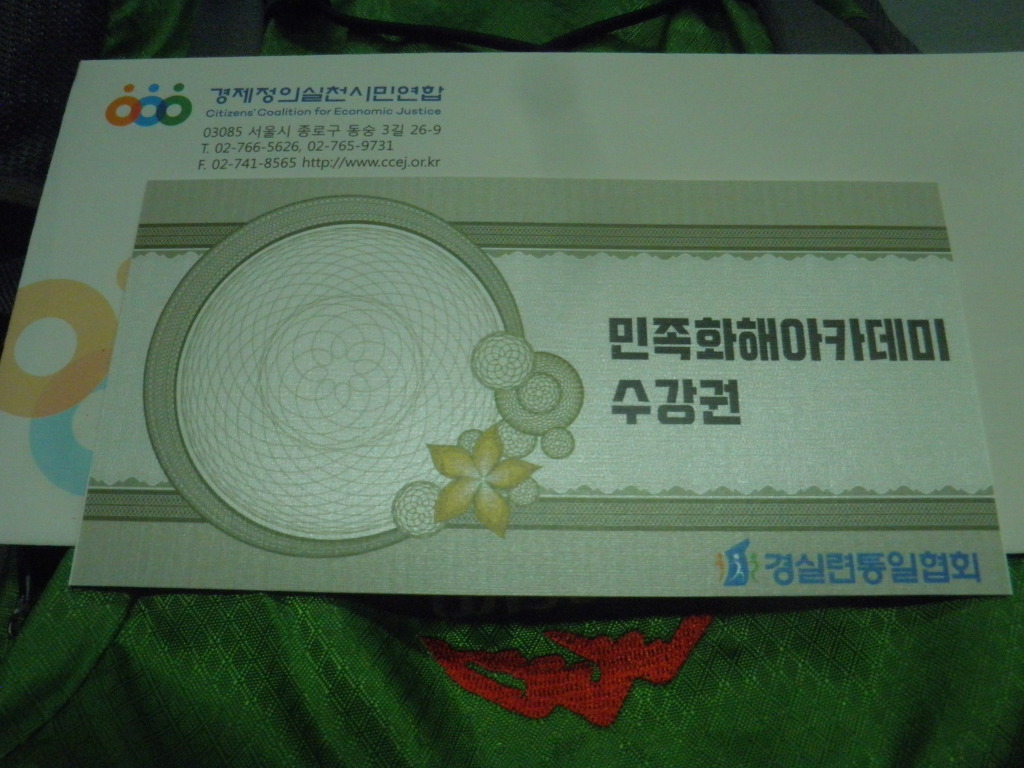 경제정의실천시민연합
Citizens' Coalition for Economic Justice
03085 서울시 종로구 동숭 3길 26-9
T. 02-766-5626, 02-765-9731
F. 02-741-8565 http://www.ccej.or.kr
민족화해아카데미
수강권
경실련통일협회